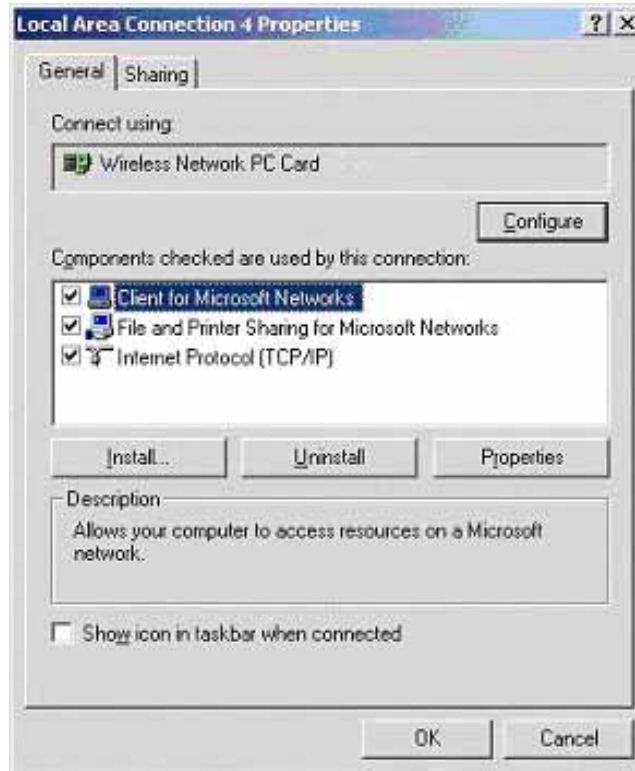 Local Area Connection 4 Properties
General
Sharing
Connect using:
Wireless Network PC Card
Configure
Components checked are used by this connection:
Client for Microsoft Networks
File and Printer Sharing for Microsoft Networks
Internet Protocol (TCP/IP)
Install...
Uninstall
Properties
Description
Allows your computer to access resources on a Microsoft
network.
Show icon in taskbar when connected
OK
Cancel